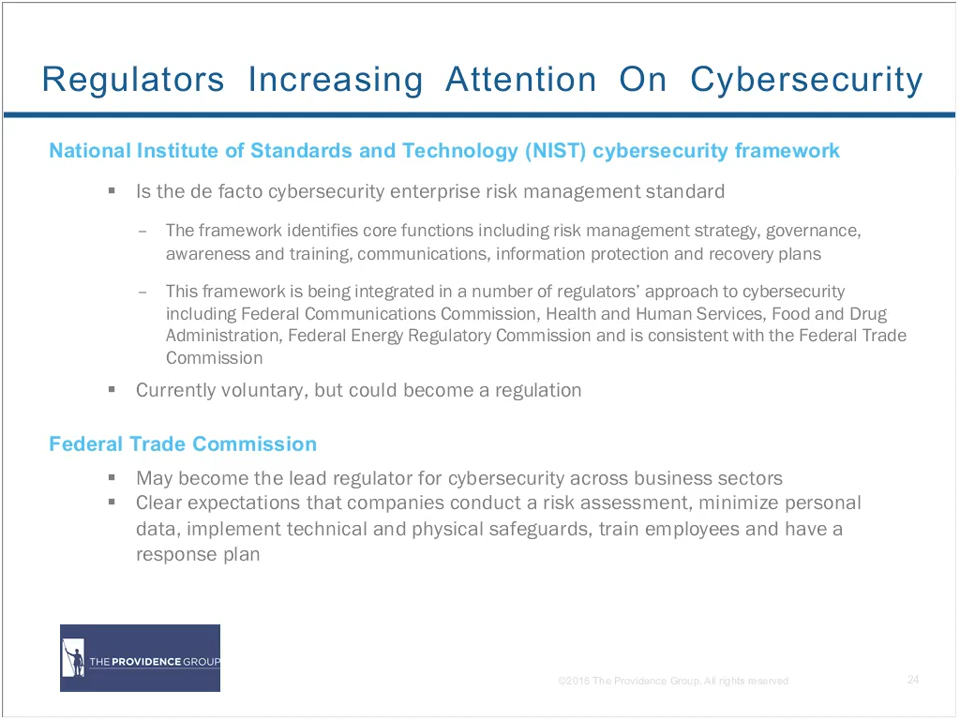 Regulators Increasing Attention On Cybersecurity
National Institute of Standards and Technology (NIST) cybersecurity framework
▪ Is the de facto cybersecurity enterprise risk management standard
– The framework identifies core functions including risk management strategy, governance,
awareness and training, communications, information protection and recovery plans
– This framework is being integrated in a number of regulators' approach to cybersecurity
including Federal Communications Commission, Health and Human Services, Food and Drug
Administration, Federal Energy Regulatory Commission and is consistent with the Federal Trade
Commission
▪ Currently voluntary, but could become a regulation
Federal Trade Commission
▪ May become the lead regulator for cybersecurity across business sectors
▪ Clear expectations that companies conduct a risk assessment, minimize personal
data, implement technical and physical safeguards, train employees and have a
response plan
THE PROVIDENCE GROUP
©2016 The Providence Group. All rights reserved
24